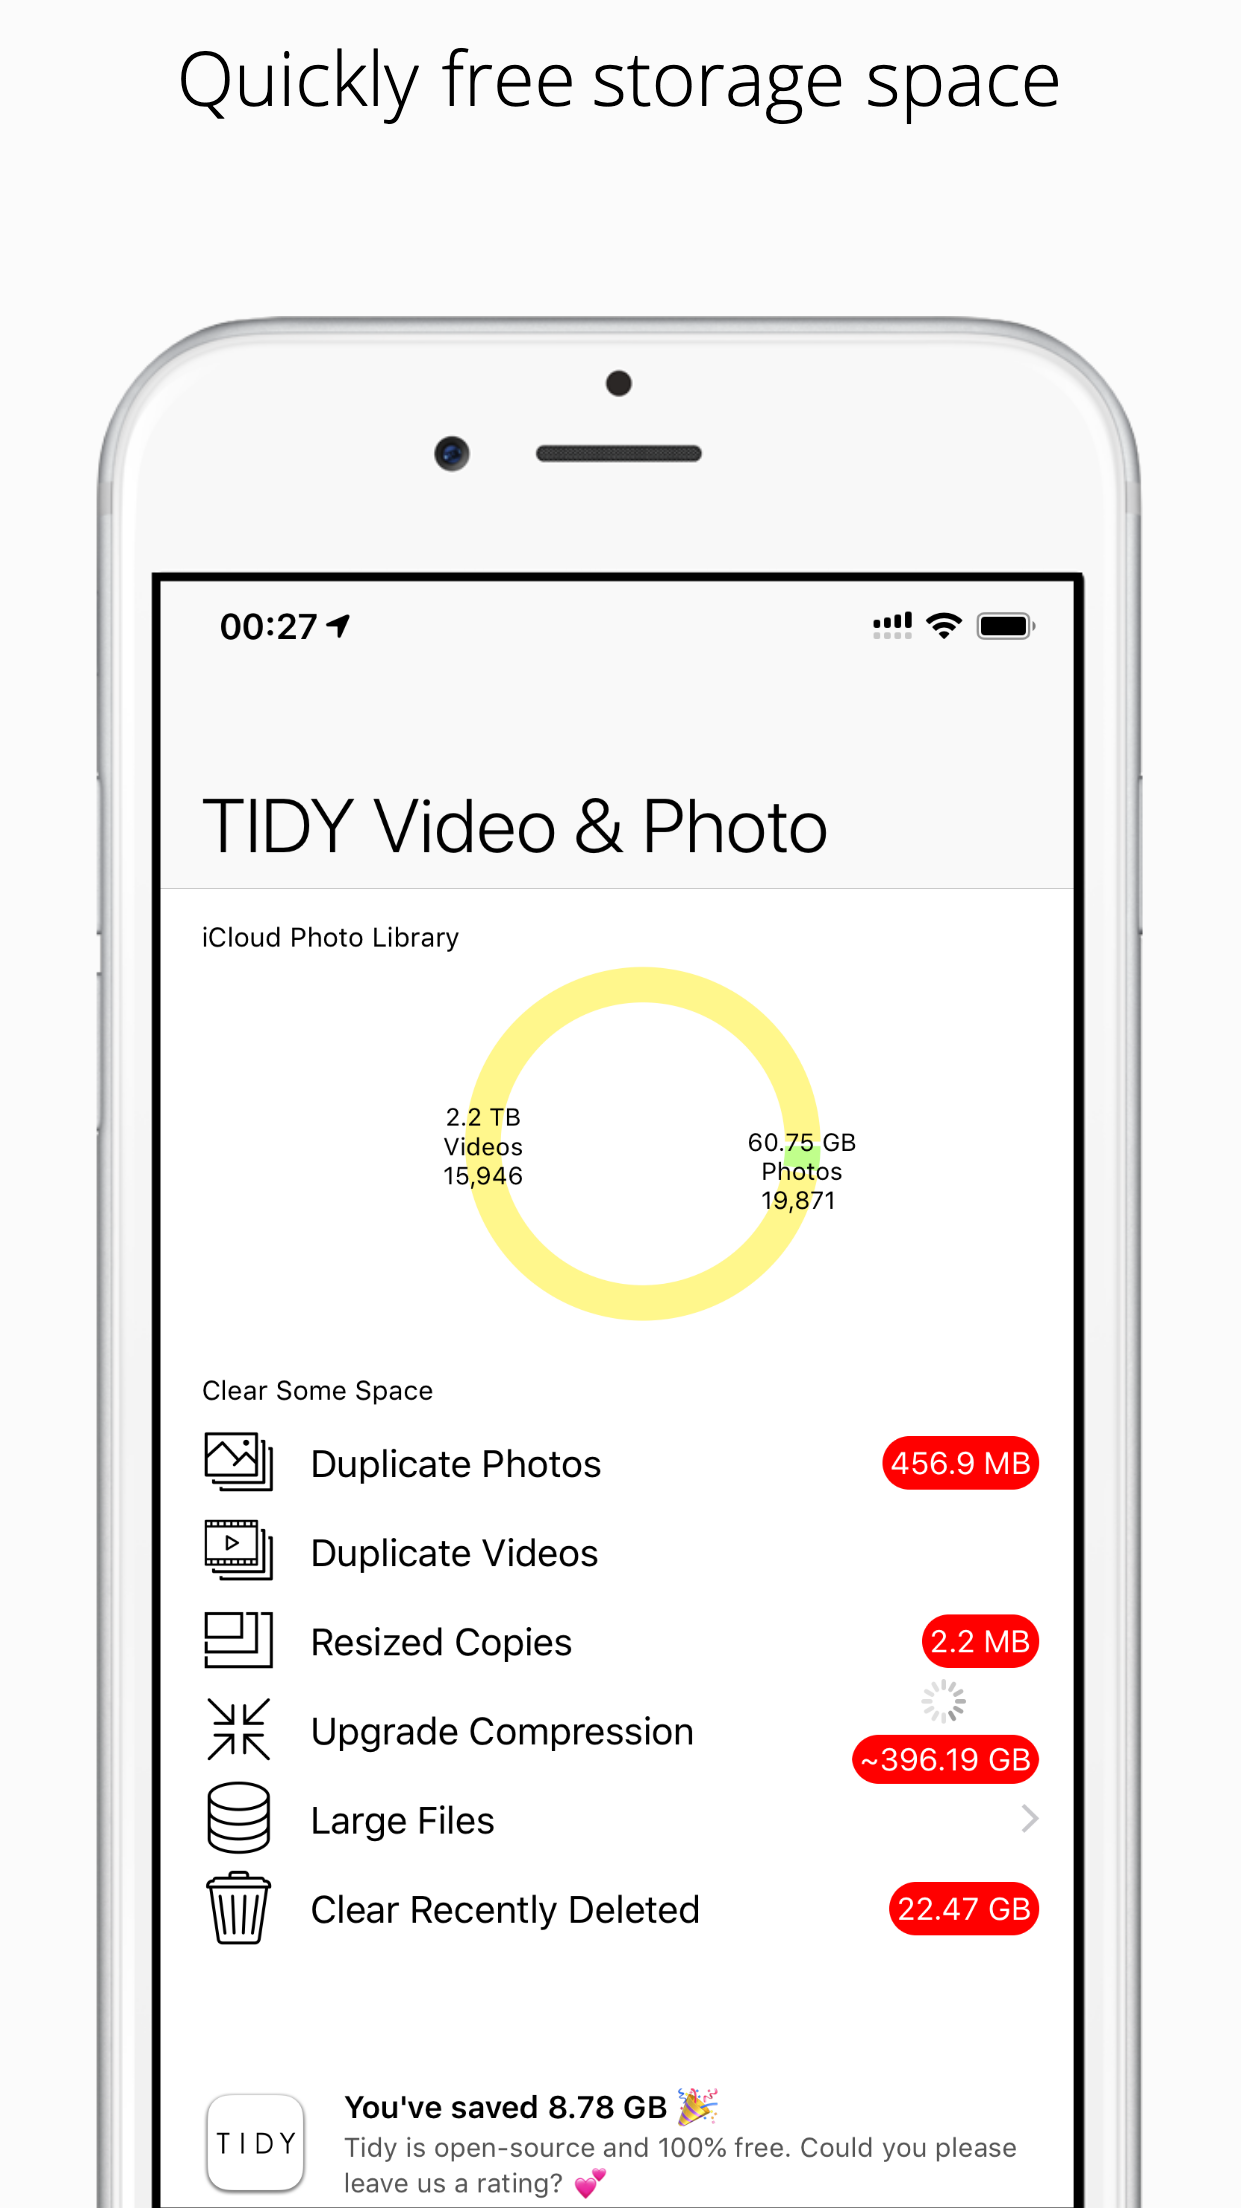 Quickly free storage space
00:27
TIDY Video & Photo
iCloud Photo Library
2.2 TB
Videos
15,946
60.75 GB
Photos
19,871
Clear Some Space
Duplicate Photos 456.9 MB
Duplicate Videos
Resized Copies 2.2 MB
Upgrade Compression ~396.19 GB
Large Files
Clear Recently Deleted 22.47 GB
TIDY
You've saved 8.78 GB 🎉
Tidy is open-source and 100% free. Could you please
leave us a rating? 💕